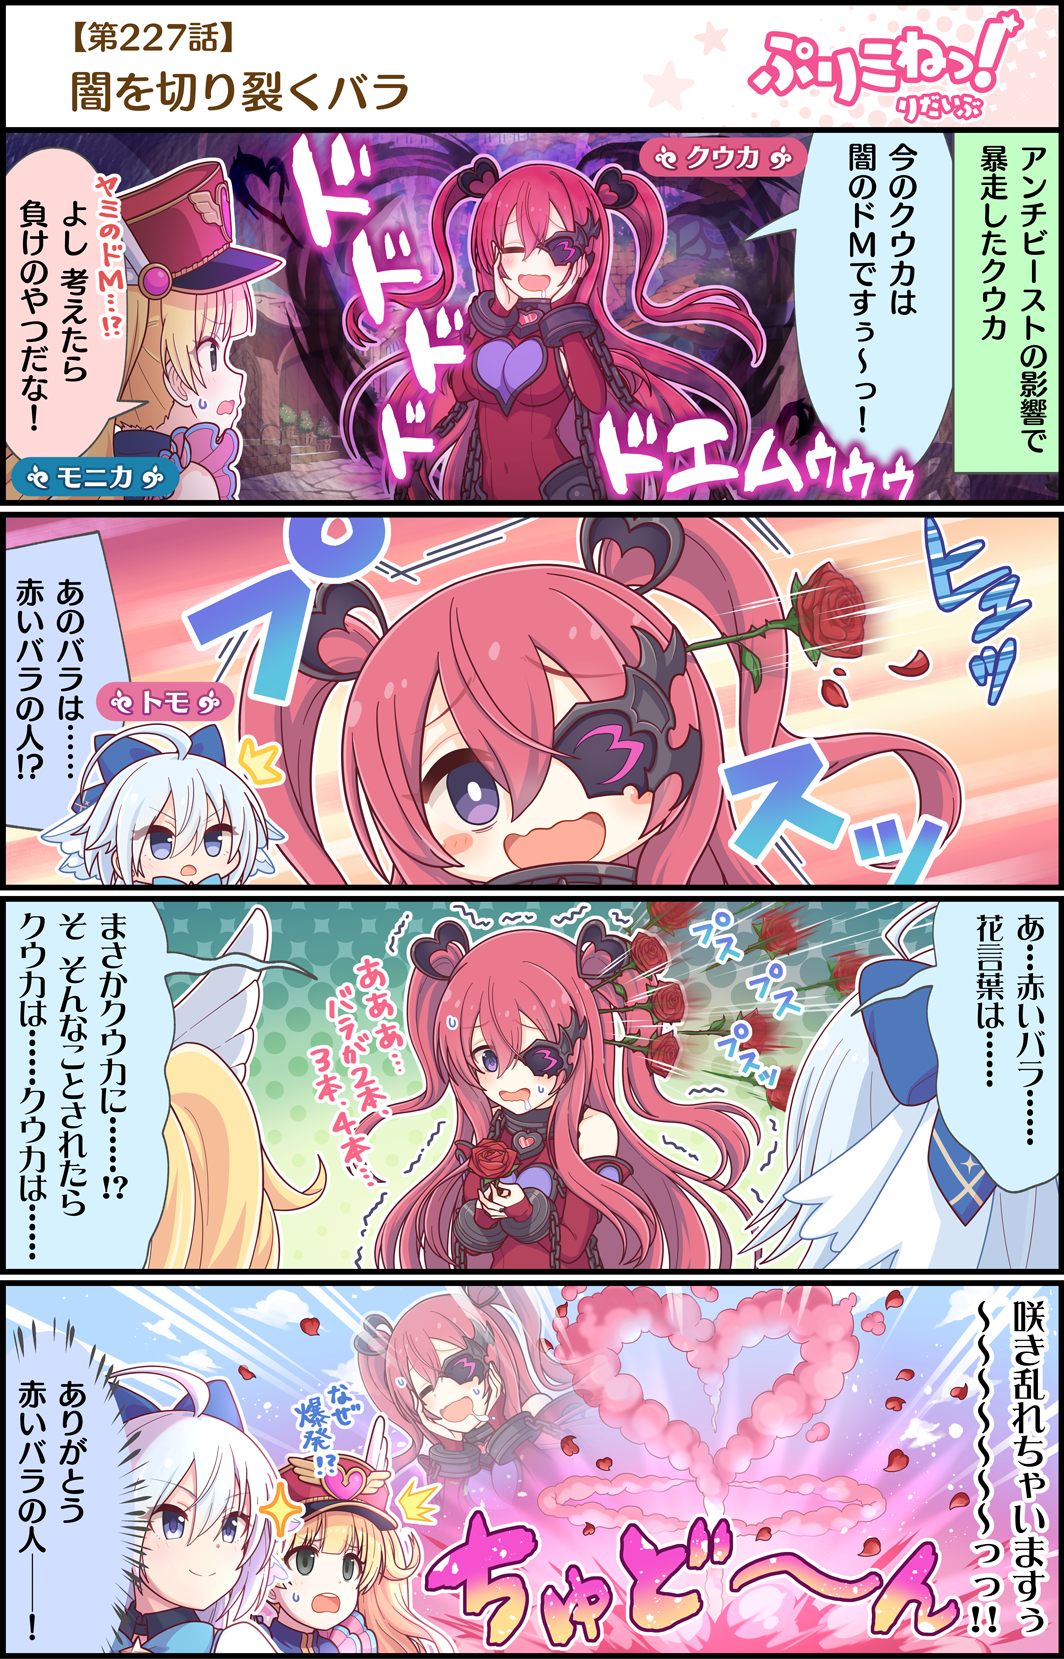 【第227話】
闇を切り裂くバラ
ぷりこねっ!
りだいぶ
アンチビーストの影響で
暴走したクウカ
クウカ
今のクウカは
闇のドMですぅ〜っ!
ドドドド
ドエムゥゥゥ
ヤミのドM…!?
よし 考えたら
負けのやつだな!
モニカ
トスッ
プスッ
あのバラは……
赤いバラの人!?
トモ
あ…赤いバラ……
花言葉は……
プス
プス
プスッ
あああ…
バラが2本、
3本、4本…
まさかクウカに……!?
そ そんなことされたら
クウカは……クウカは……
咲き乱れちゃいますぅ
〜〜〜〜〜〜〜っっ!!
なぜ
爆発!?
ちゅど〜ん
ありがとう
赤いバラの人──!